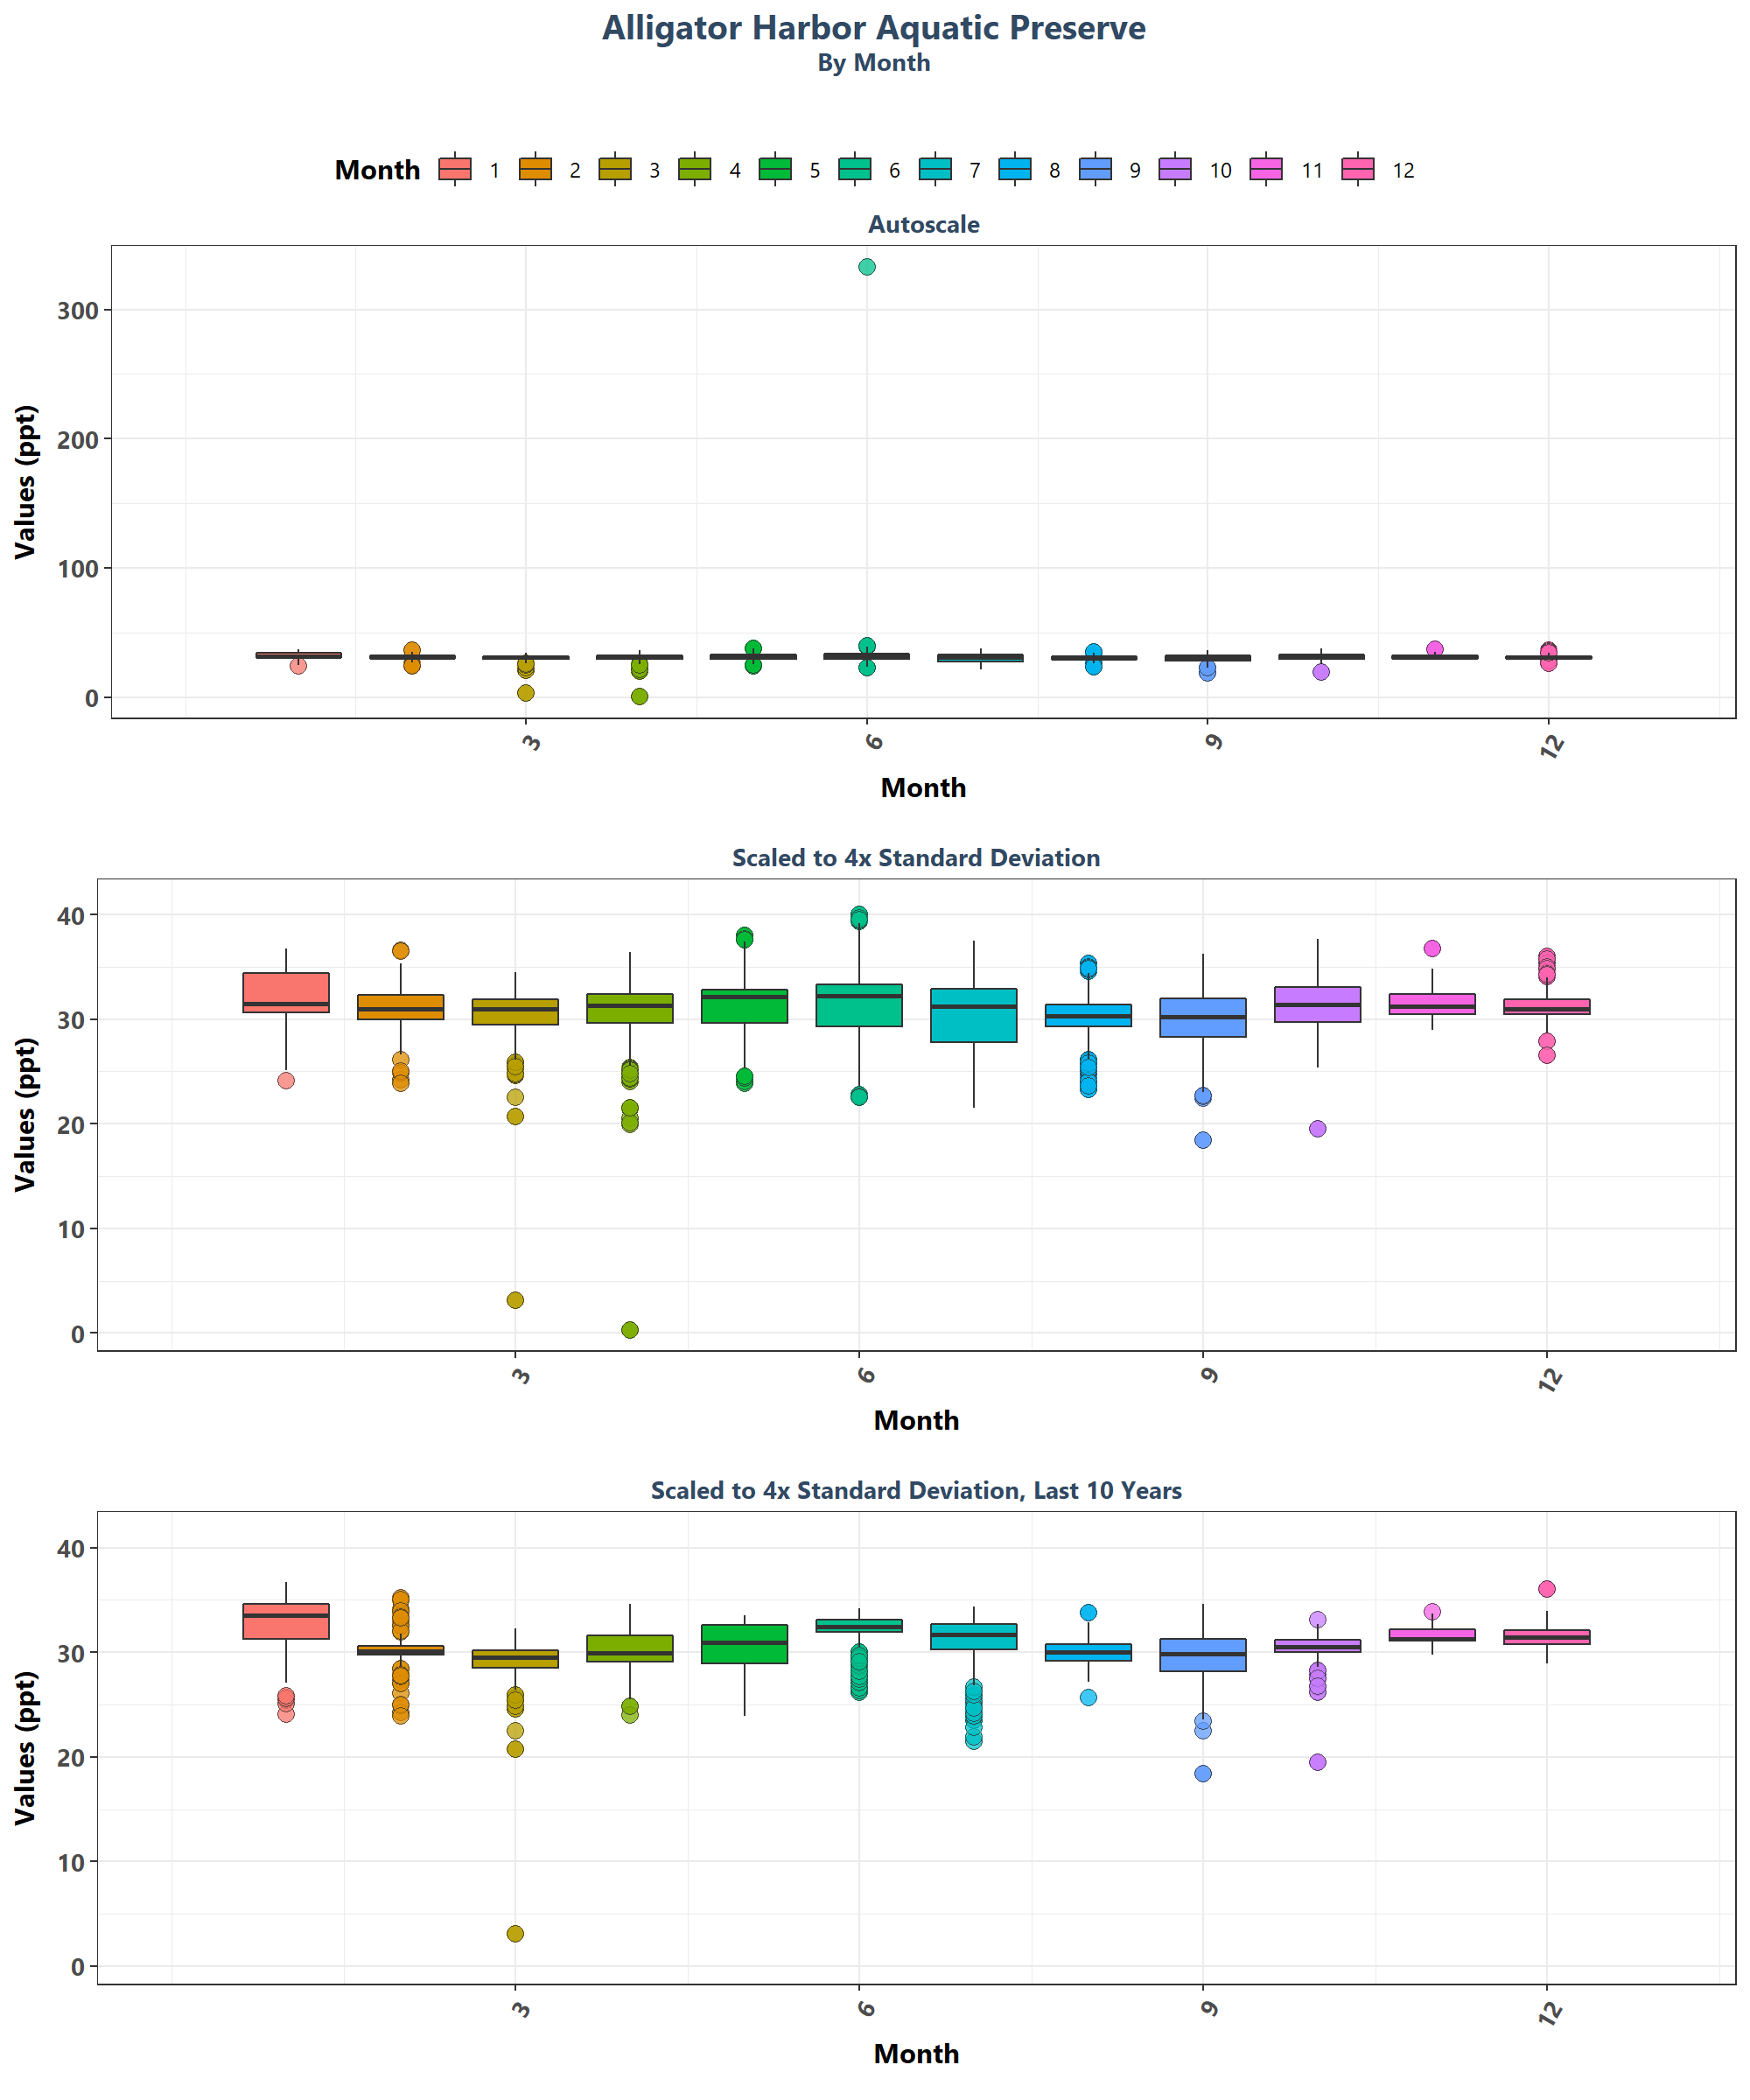 Alligator Harbor Aquatic Preserve
By Month
Month 1 2 3 4 5 6 7 8 9 10 11 12
Autoscale
Values (ppt)
300
200
100
0
3 6 9 12
Month
Scaled to 4x Standard Deviation
Values (ppt)
40
30
20
10
0
3 6 9 12
Month
Scaled to 4x Standard Deviation, Last 10 Years
Values (ppt)
40
30
20
10
0
3 6 9 12
Month